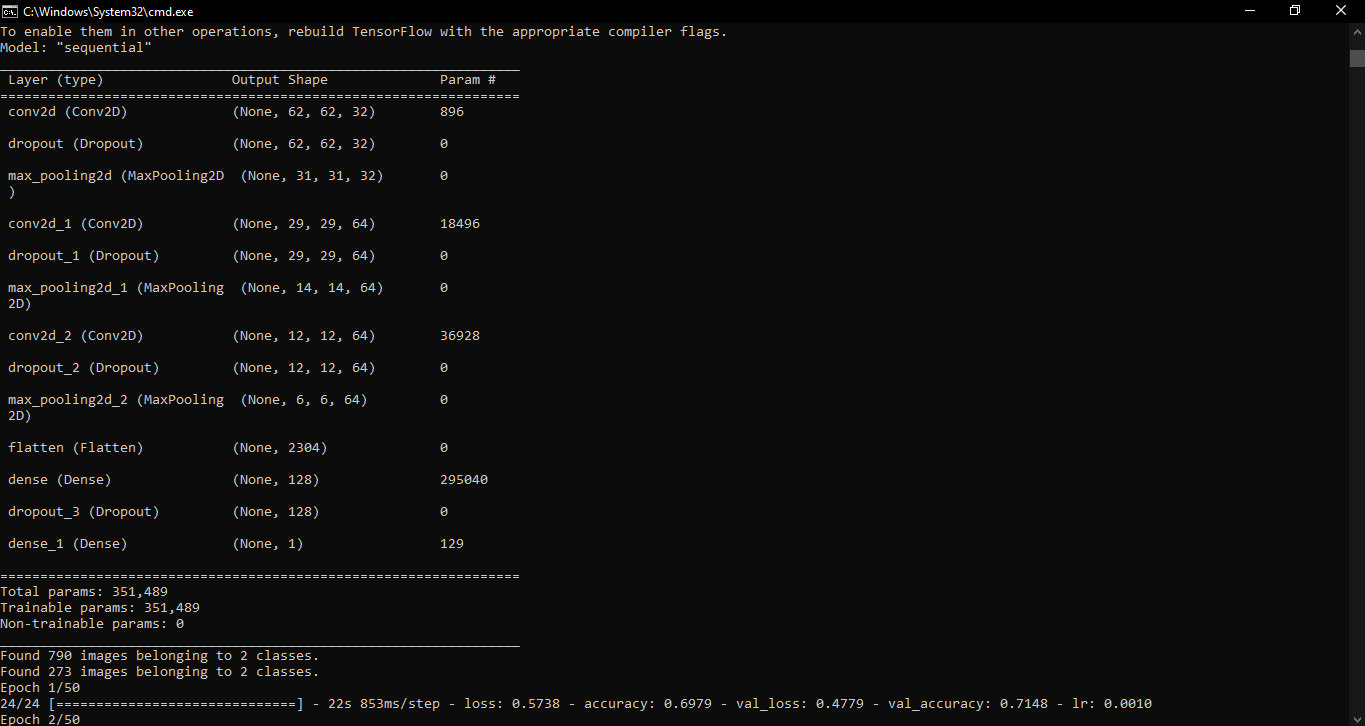 C:\Windows\System32\cmd.exe
To enable them in other operations, rebuild TensorFlow with the appropriate compiler flags.
Model: "sequential"
_________________________________________________________________
Layer (type) Output Shape Param #
=================================================================
conv2d (Conv2D) (None, 62, 62, 32) 896
dropout (Dropout) (None, 62, 62, 32) 0
max_pooling2d (MaxPooling2D (None, 31, 31, 32) 0
)
conv2d_1 (Conv2D) (None, 29, 29, 64) 18496
dropout_1 (Dropout) (None, 29, 29, 64) 0
max_pooling2d_1 (MaxPooling (None, 14, 14, 64) 0
2D)
conv2d_2 (Conv2D) (None, 12, 12, 64) 36928
dropout_2 (Dropout) (None, 12, 12, 64) 0
max_pooling2d_2 (MaxPooling (None, 6, 6, 64) 0
2D)
flatten (Flatten) (None, 2304) 0
dense (Dense) (None, 128) 295040
dropout_3 (Dropout) (None, 128) 0
dense_1 (Dense) (None, 1) 129
=================================================================
Total params: 351,489
Trainable params: 351,489
Non-trainable params: 0
_________________________________________________________________
Found 790 images belonging to 2 classes.
Found 273 images belonging to 2 classes.
Epoch 1/50
24/24 [==============================] - 22s 853ms/step - loss: 0.5738 - accuracy: 0.6979 - val_loss: 0.4779 - val_accuracy: 0.7148 - lr: 0.0010
Epoch 2/50